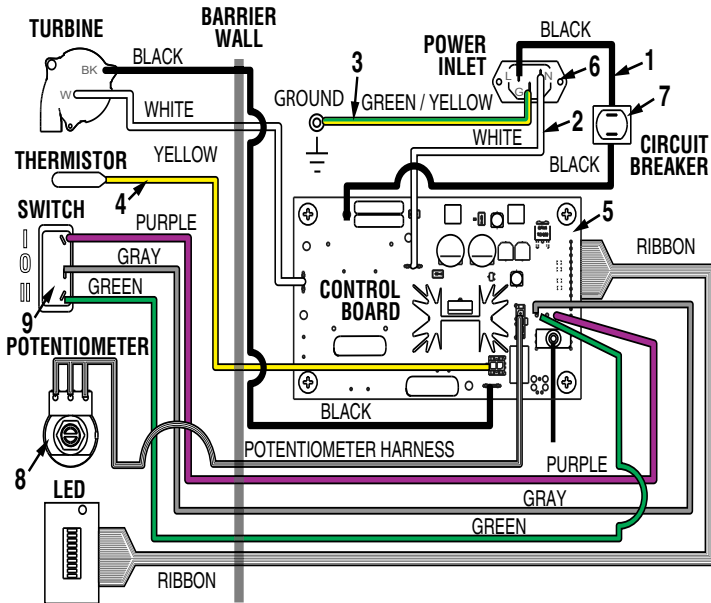 TURBINE
BARRIER
WALL
BLACK
BK
W
WHITE
POWER
INLET
BLACK
L
N
G
6
1
7
3
GROUND
GREEN / YELLOW
WHITE
2
CIRCUIT
BREAKER
BLACK
THERMISTOR
YELLOW
4
SWITCH
I
O
II
PURPLE
GRAY
GREEN
9
5
RIBBON
CONTROL
BOARD
POTENTIOMETER
8
BLACK
POTENTIOMETER HARNESS
PURPLE
GRAY
GREEN
LED
RIBBON